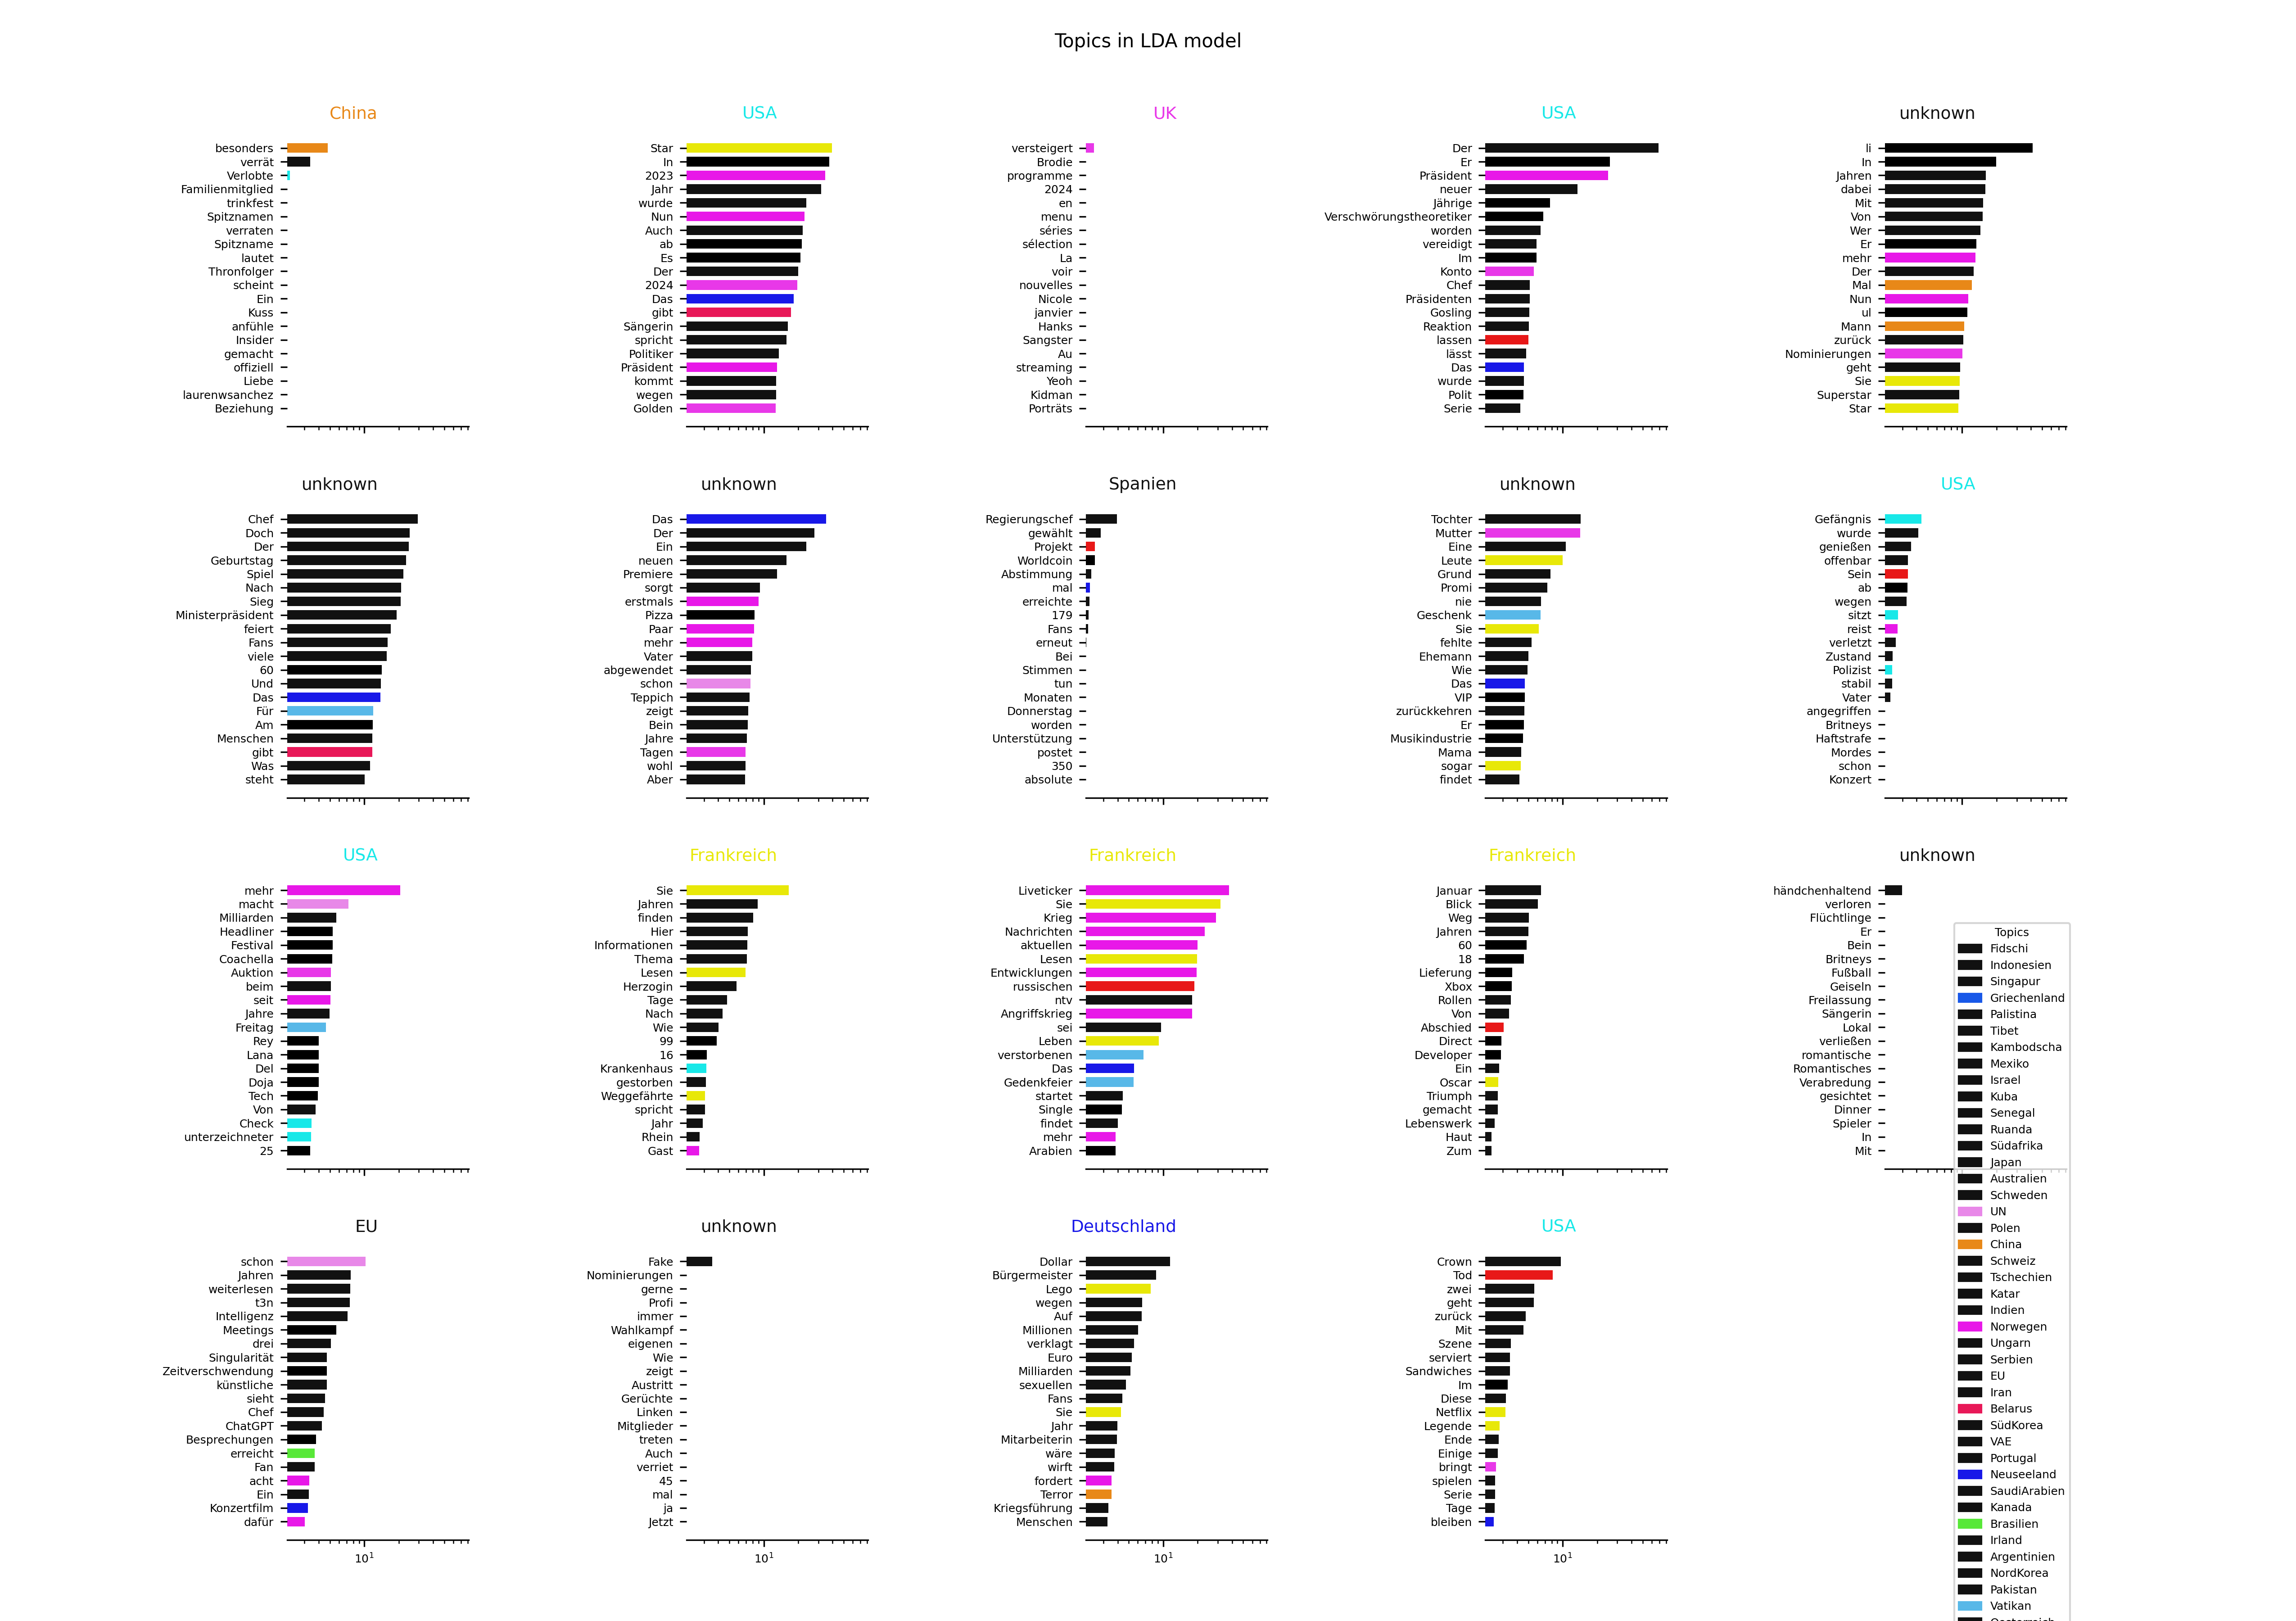 Topics in LDA model
China
besonders
verrät
Verlobte
Familienmitglied
trinkfest
Spitznamen
verraten
Spitzname
lautet
Thronfolger
scheint
Ein
Kuss
anfühle
Insider
gemacht
offiziell
Liebe
laurenwsanchez
Beziehung
USA
Star
In
2023
Jahr
wurde
Nun
Auch
ab
Es
Der
2024
Das
gibt
Sängerin
spricht
Politiker
Präsident
kommt
wegen
Golden
UK
versteigert
Brodie
programme
2024
en
menu
séries
sélection
La
voir
nouvelles
Nicole
janvier
Hanks
Sangster
Au
streaming
Yeoh
Kidman
Porträts
USA
Der
Er
Präsident
neuer
Jährige
Verschwörungstheoretiker
worden
vereidigt
Im
Konto
Chef
Präsidenten
Gosling
Reaktion
lassen
lässt
Das
wurde
Polit
Serie
unknown
li
In
Jahren
dabei
Mit
Von
Wer
Er
mehr
Der
Mal
Nun
ul
Mann
zurück
Nominierungen
geht
Sie
Superstar
Star
unknown
Chef
Doch
Der
Geburtstag
Spiel
Nach
Sieg
Ministerpräsident
feiert
Fans
viele
60
Und
Das
Für
Am
Menschen
gibt
Was
steht
unknown
Das
Der
Ein
neuen
Premiere
sorgt
erstmals
Pizza
Paar
mehr
Vater
abgewendet
schon
Teppich
zeigt
Bein
Jahre
Tagen
wohl
Aber
Spanien
Regierungschef
gewählt
Projekt
Worldcoin
Abstimmung
mal
erreichte
179
Fans
erneut
Bei
Stimmen
tun
Monaten
Donnerstag
worden
Unterstützung
postet
350
absolute
unknown
Tochter
Mutter
Eine
Leute
Grund
Promi
nie
Geschenk
Sie
fehlte
Ehemann
Wie
Das
VIP
zurückkehren
Er
Musikindustrie
Mama
sogar
findet
USA
Gefängnis
wurde
genießen
offenbar
Sein
ab
wegen
sitzt
reist
verletzt
Zustand
Polizist
stabil
Vater
angegriffen
Britneys
Haftstrafe
Mordes
schon
Konzert
USA
mehr
macht
Milliarden
Headliner
Festival
Coachella
Auktion
beim
seit
Jahre
Freitag
Rey
Lana
Del
Doja
Tech
Von
Check
unterzeichneter
25
Frankreich
Sie
Jahren
finden
Hier
Informationen
Thema
Lesen
Herzogin
Tage
Nach
Wie
99
16
Krankenhaus
gestorben
Weggefährte
spricht
Jahr
Rhein
Gast
Frankreich
Liveticker
Sie
Krieg
Nachrichten
aktuellen
Lesen
Entwicklungen
russischen
ntv
Angriffskrieg
sei
Leben
verstorbenen
Das
Gedenkfeier
startet
Single
findet
mehr
Arabien
Frankreich
Januar
Blick
Weg
Jahren
60
18
Lieferung
Xbox
Rollen
Von
Abschied
Direct
Developer
Ein
Oscar
Triumph
gemacht
Lebenswerk
Haut
Zum
unknown
händchenhaltend
verloren
Flüchtlinge
Er
Bein
Britneys
Fußball
Geiseln
Freilassung
Sängerin
Lokal
verließen
romantische
Romantisches
Verabredung
gesichtet
Dinner
Spieler
In
Mit
EU
schon
Jahren
weiterlesen
t3n
Intelligenz
Meetings
drei
Singularität
Zeitverschwendung
künstliche
sieht
Chef
ChatGPT
Besprechungen
erreicht
Fan
acht
Ein
Konzertfilm
dafür
10¹
unknown
Fake
Nominierungen
gerne
Profi
immer
Wahlkampf
eigenen
Wie
zeigt
Austritt
Gerüchte
Linken
Mitglieder
treten
Auch
verriet
45
mal
ja
Jetzt
10¹
Deutschland
Dollar
Bürgermeister
Lego
wegen
Auf
Millionen
verklagt
Euro
Milliarden
sexuellen
Fans
Sie
Jahr
Mitarbeiterin
wäre
wirft
fordert
Terror
Kriegsführung
Menschen
10¹
USA
Crown
Tod
zwei
geht
zurück
Mit
Szene
serviert
Sandwiches
Im
Diese
Netflix
Legende
Ende
Einige
bringt
spielen
Serie
Tage
bleiben
10¹
Topics
Fidschi
Indonesien
Singapur
Griechenland
Palistina
Tibet
Kambodscha
Mexiko
Israel
Kuba
Senegal
Ruanda
Südafrika
Japan
Australien
Schweden
UN
Polen
China
Schweiz
Tschechien
Katar
Indien
Norwegen
Ungarn
Serbien
EU
Iran
Belarus
SüdKorea
VAE
Portugal
Neuseeland
SaudiArabien
Kanada
Brasilien
Irland
Argentinien
NordKorea
Pakistan
Vatikan